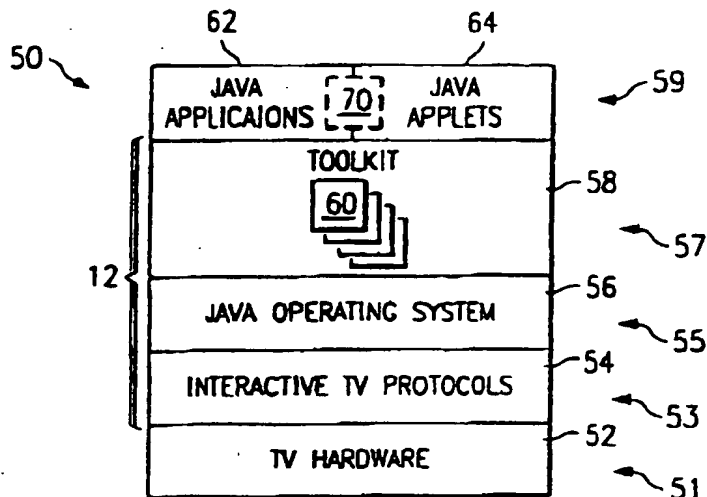 62
64
50
JAVA APPLICAIONS
70
JAVA APPLETS
59
TOOLKIT
58
60
57
12
56
JAVA OPERATING SYSTEM
55
54
INTERACTIVE TV PROTOCOLS
53
52
TV HARDWARE
51